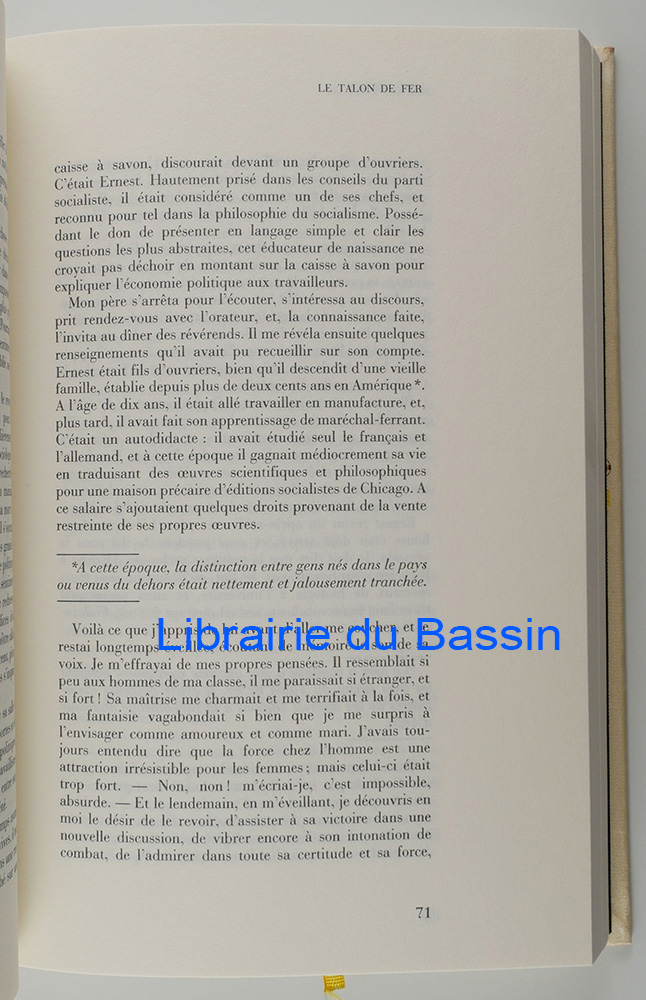 LE TALON DE FER
caisse à savon, discourait devant un groupe d'ouvriers.
C'était Ernest. Hautement prisé dans les conseils du parti
socialiste, il était considéré comme un de ses chefs, et
reconnu pour tel dans la philosophie du socialisme. Possé-
dant le don de présenter en langage simple et clair les
questions les plus abstraites, cet éducateur de naissance ne
croyait pas déchoir en montant sur la caisse à savon pour
expliquer l'économie politique aux travailleurs.
Mon père s'arrêta pour l'écouter, s'intéressa au discours,
prit rendez-vous avec l'orateur, et, la connaissance faite,
l'invita au dîner des révérends. Il me révéla ensuite quelques
renseignements qu'il avait pu recueillir sur son compte.
Ernest était fils d'ouvriers, bien qu'il descendît d'une vieille
famille, établie depuis plus de deux cents ans en Amérique*.
A l'âge de dix ans, il était allé travailler en manufacture, et,
plus tard, il avait fait son apprentissage de maréchal-ferrant.
C'était un autodidacte : il avait étudié seul le français et
l'allemand, et à cette époque il gagnait médiocrement sa vie
en traduisant des œuvres scientifiques et philosophiques
pour une maison précaire d'éditions socialistes de Chicago. A
ce salaire s'ajoutaient quelques droits provenant de la vente
restreinte de ses propres œuvres.
*A cette époque, la distinction entre gens nés dans le pays
ou venus du dehors était nettement et jalousement tranchée.
Voilà ce que j'appris de lui avant d'aller me coucher, et je
restai longtemps éveillée, écoutant de mémoire le son de sa
voix. Je m'effrayai de mes propres pensées. Il ressemblait si
peu aux hommes de ma classe, il me paraissait si étranger, et
si fort ! Sa maîtrise me charmait et me terrifiait à la fois, et
ma fantaisie vagabondait si bien que je me surpris à
l'envisager comme amoureux et comme mari. J'avais tou-
jours entendu dire que la force chez l'homme est une
attraction irrésistible pour les femmes ; mais celui-ci était
trop fort. — Non, non ! m'écriai-je, c'est impossible,
absurde. — Et le lendemain, en m'éveillant, je découvris en
moi le désir de le revoir, d'assister à sa victoire dans une
nouvelle discussion, de vibrer encore à son intonation de
combat, de l'admirer dans toute sa certitude et sa force,
71
Librairie du Bassin